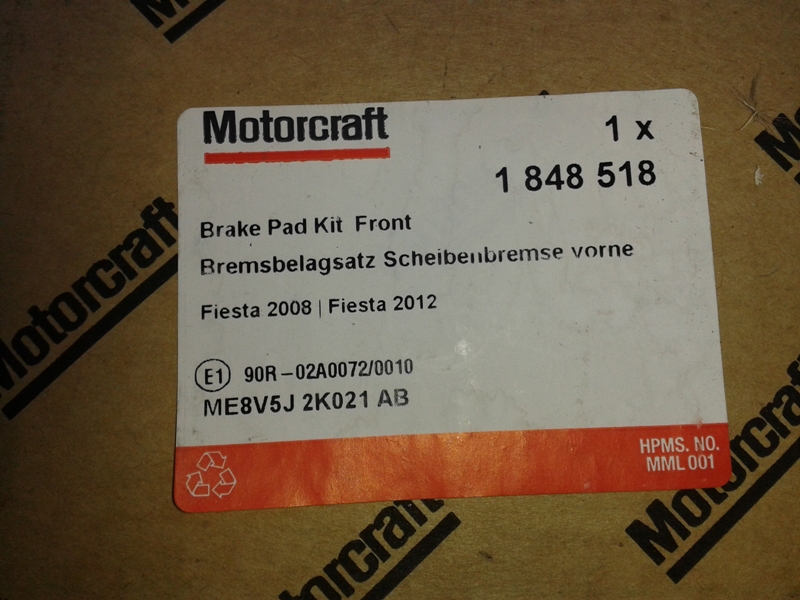 Motorcraft
1 x
1 848 518
Brake Pad Kit Front
Bremsbelagsatz Scheibenbremse vorne
Fiesta 2008 | Fiesta 2012
E1 90R-02A0072/0010
ME8V5J 2K021 AB
HPMS. NO.
MML 001
Motorcraft
Motorcraft
Motorcraft